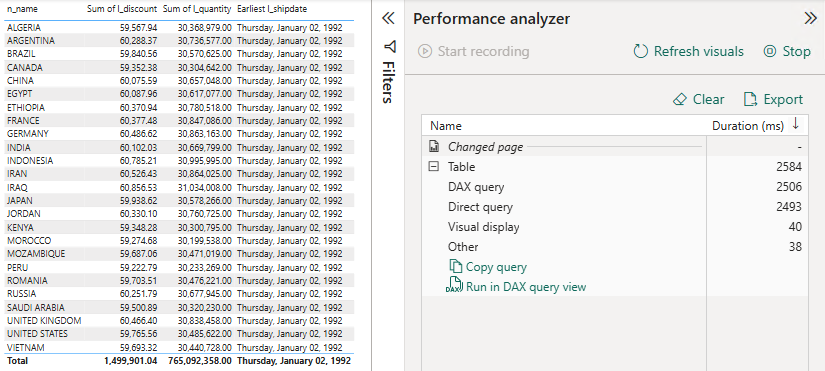 n_name Sum of l_discount Sum of l_quantity Earliest l_shipdate
ALGERIA 59,567.94 30,368,979.00 Thursday, January 02, 1992
ARGENTINA 60,288.37 30,736,577.00 Thursday, January 02, 1992
BRAZIL 59,840.56 30,570,625.00 Thursday, January 02, 1992
CANADA 59,352.38 30,304,642.00 Thursday, January 02, 1992
CHINA 60,075.59 30,657,048.00 Thursday, January 02, 1992
EGYPT 60,087.96 30,617,077.00 Thursday, January 02, 1992
ETHIOPIA 60,370.94 30,780,518.00 Thursday, January 02, 1992
FRANCE 60,377.48 30,847,086.00 Thursday, January 02, 1992
GERMANY 60,486.62 30,863,163.00 Thursday, January 02, 1992
INDIA 60,102.03 30,669,799.00 Thursday, January 02, 1992
INDONESIA 60,785.21 30,995,995.00 Thursday, January 02, 1992
IRAN 60,526.43 30,864,025.00 Thursday, January 02, 1992
IRAQ 60,856.53 31,034,008.00 Thursday, January 02, 1992
JAPAN 59,938.62 30,578,266.00 Thursday, January 02, 1992
JORDAN 60,330.10 30,760,725.00 Thursday, January 02, 1992
KENYA 59,348.28 30,300,795.00 Thursday, January 02, 1992
MOROCCO 59,274.68 30,199,538.00 Thursday, January 02, 1992
MOZAMBIQUE 59,687.06 30,471,019.00 Thursday, January 02, 1992
PERU 59,222.79 30,233,269.00 Thursday, January 02, 1992
ROMANIA 59,703.51 30,476,221.00 Thursday, January 02, 1992
RUSSIA 60,251.79 30,677,945.00 Thursday, January 02, 1992
SAUDI ARABIA 59,500.89 30,320,230.00 Thursday, January 02, 1992
UNITED KINGDOM 60,466.40 30,838,458.00 Thursday, January 02, 1992
UNITED STATES 59,765.56 30,485,622.00 Thursday, January 02, 1992
VIETNAM 59,693.32 30,440,728.00 Thursday, January 02, 1992
Total 1,499,901.04 765,092,358.00 Thursday, January 02, 1992
Filters
Performance analyzer
Start recording Refresh visuals Stop
Clear Export
Name Duration (ms)
Changed page -
Table 2584
DAX query 2506
Direct query 2493
Visual display 40
Other 38
Copy query
DAX Run in DAX query view